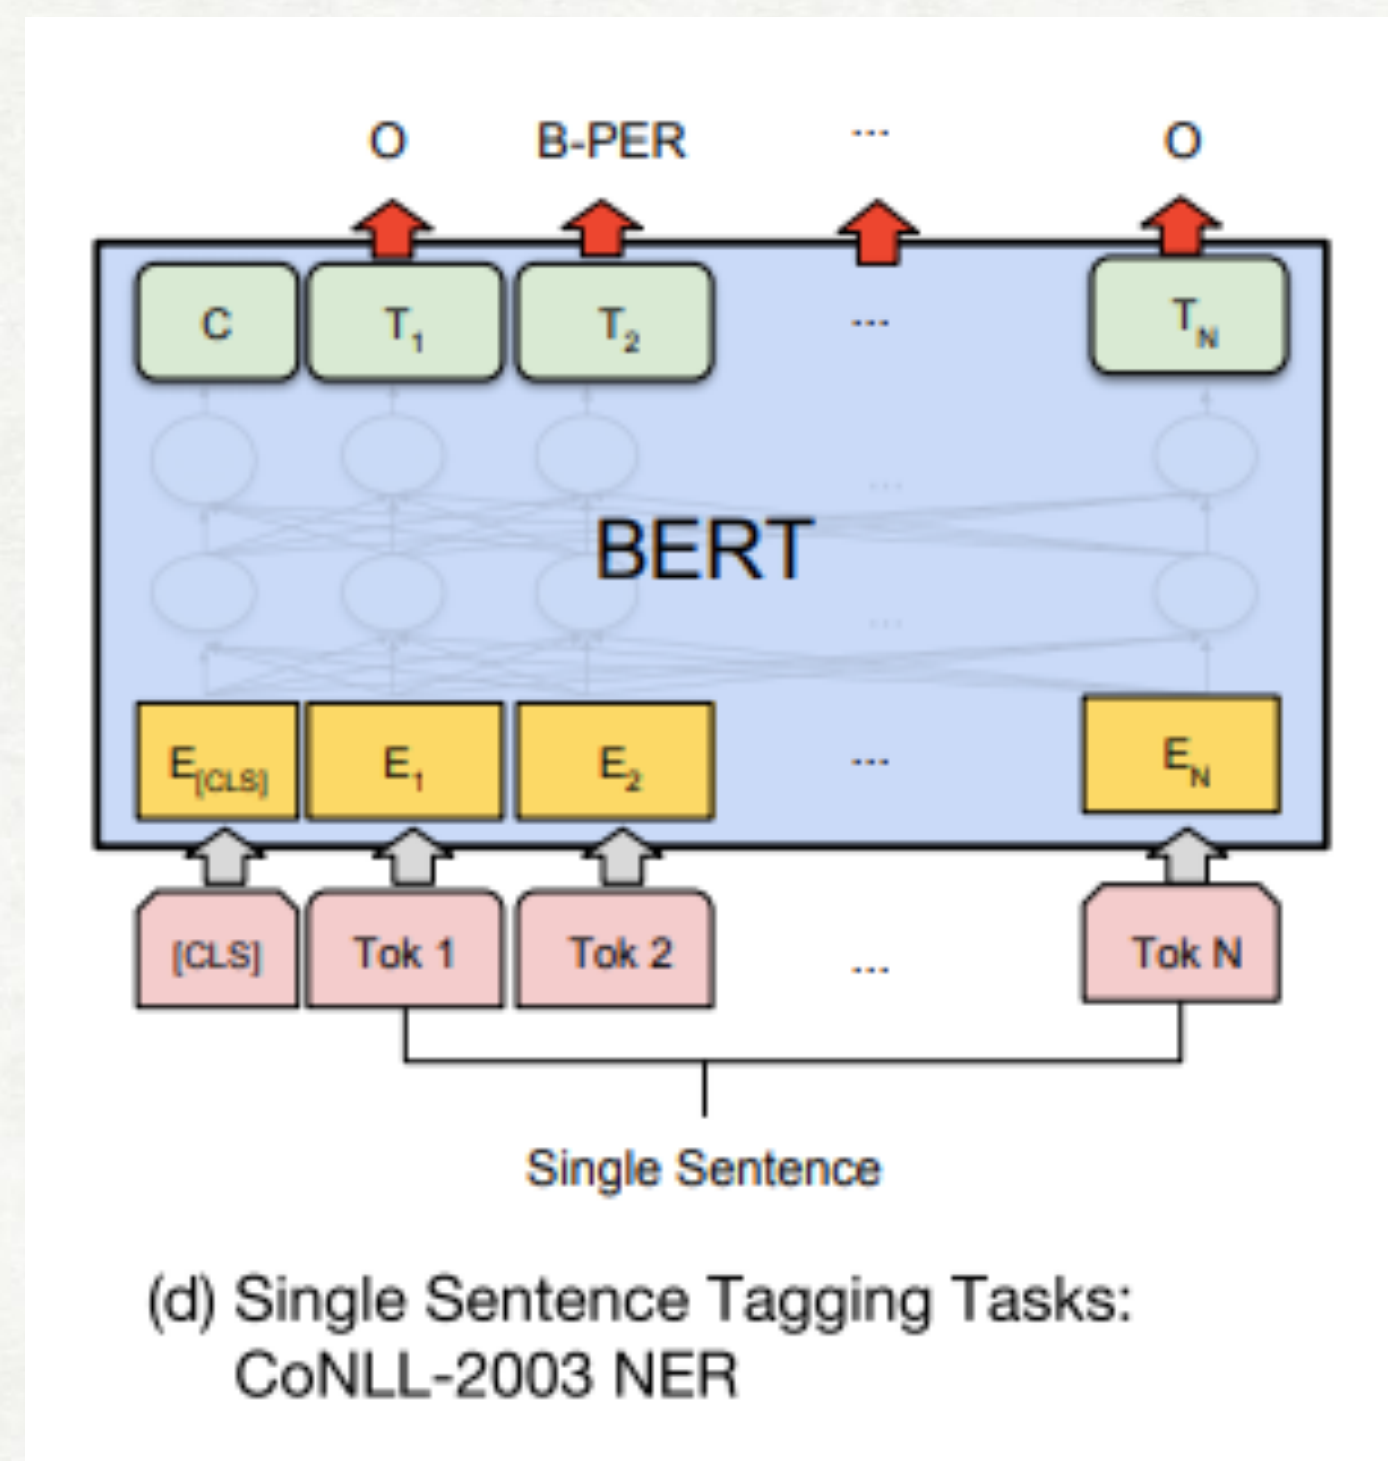 O B-PER ... O
C T1 T2 ... TN
...
BERT
...
E[CLS] E1 E2 ... EN
[CLS] Tok 1 Tok 2 ... Tok N
Single Sentence
(d) Single Sentence Tagging Tasks:
CoNLL-2003 NER